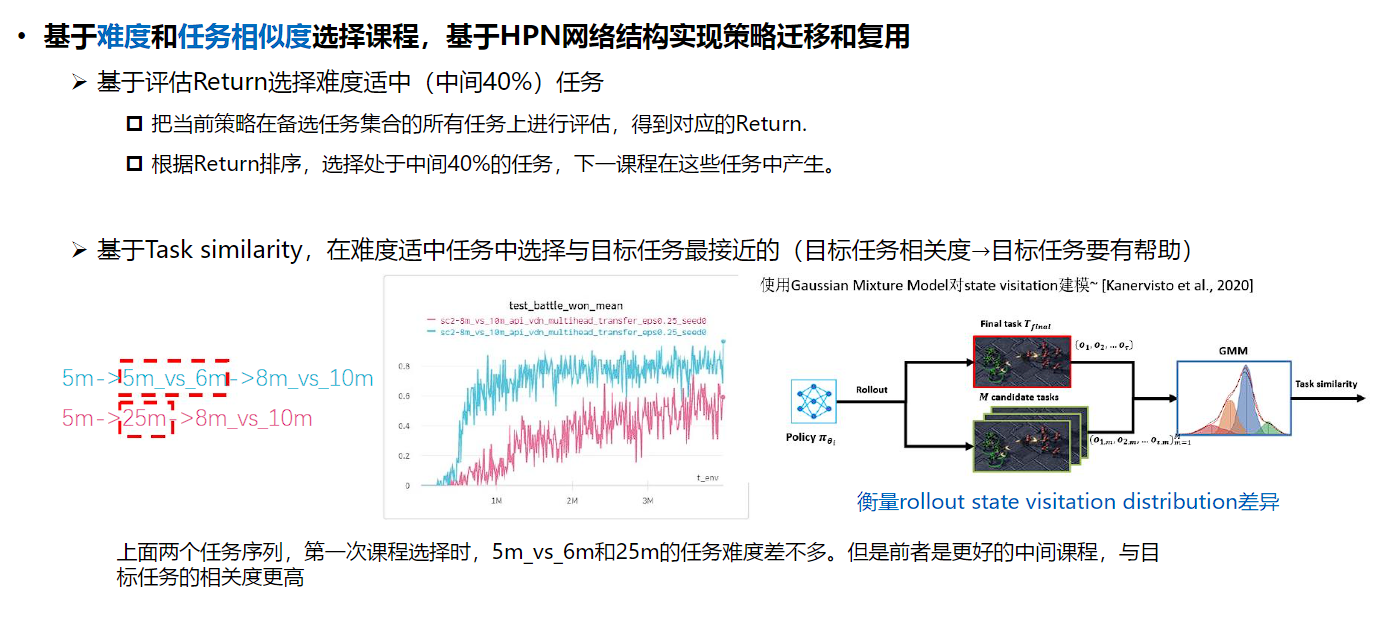 • 基于难度和任务相似度选择课程，基于HPN网络结构实现策略迁移和复用
➢ 基于评估Return选择难度适中（中间40%）任务
把当前策略在备选任务集合的所有任务上进行评估，得到对应的Return.
根据Return排序，选择处于中间40%的任务，下一课程在这些任务中产生。
➢ 基于Task similarity，在难度适中任务中选择与目标任务最接近的（目标任务相关度→目标任务要有帮助）
5m->5m_vs_6m->8m_vs_10m
5m->25m->8m_vs_10m
test_battle_won_mean
sc2-8m_vs_10m_api_vdn_multihead_transfer_eps0.25_seed0
sc2-8m_vs_10m_api_vdn_multihead_transfer_eps0.25_seed0
0.8
0.6
0.4
0.2
0
t_env
1M 2M 3M
使用Gaussian Mixture Model对state visitation建模~ [Kanervisto et al., 2020]
Final task T_final
(o₁, o₂, ... o_τ)
GMM
Rollout
Task similarity
M candidate tasks
Policy π_θᵢ
(o₁,m, o₂,m, ... o_τ,m)
m=1
衡量rollout state visitation distribution差异
上面两个任务序列，第一次课程选择时，5m_vs_6m和25m的任务难度差不多。但是前者是更好的中间课程，与目
标任务的相关度更高